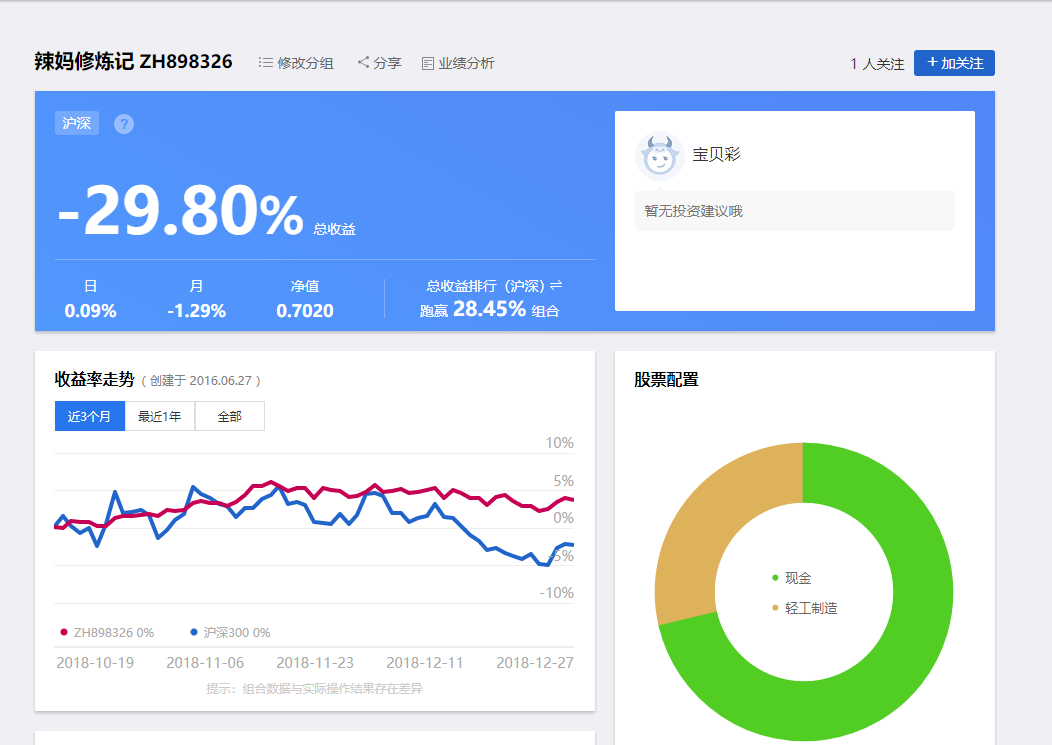 辣妈修炼记 ZH898326 修改分组 分享 业绩分析 1 人关注 + 加关注
沪深 ?
-29.80% 总收益
日 月 净值 总收益排行（沪深）⇌
0.09% -1.29% 0.7020 跑赢 28.45% 组合
宝贝彩
暂无投资建议哦
收益率走势 ( 创建于 2016.06.27 )
近3个月 最近1年 全部
10%
5%
0%
-5%
-10%
ZH898326 0% 沪深300 0%
2018-10-19 2018-11-06 2018-11-23 2018-12-11 2018-12-27
提示：组合数据与实际操作结果存在差异
股票配置
现金
轻工制造